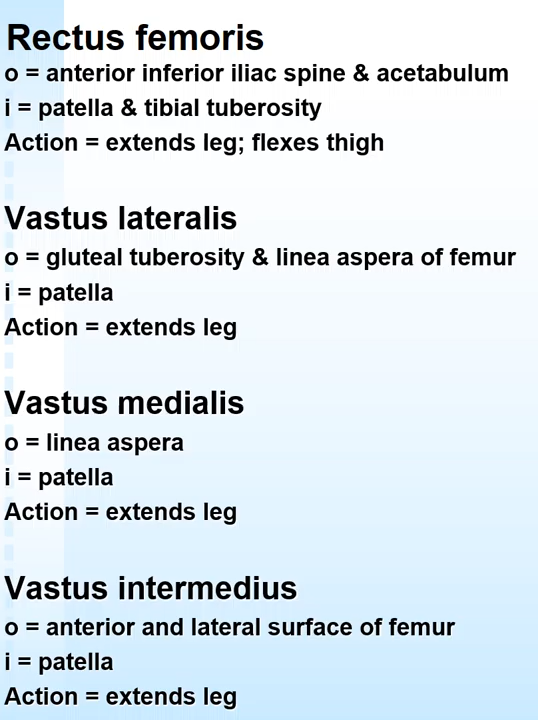 Rectus femoris
o = anterior inferior iliac spine & acetabulum
i = patella & tibial tuberosity
Action = extends leg; flexes thigh
Vastus lateralis
o = gluteal tuberosity & linea aspera of femur
i = patella
Action = extends leg
Vastus medialis
o = linea aspera
i = patella
Action = extends leg
Vastus intermedius
o = anterior and lateral surface of femur
i = patella
Action = extends leg